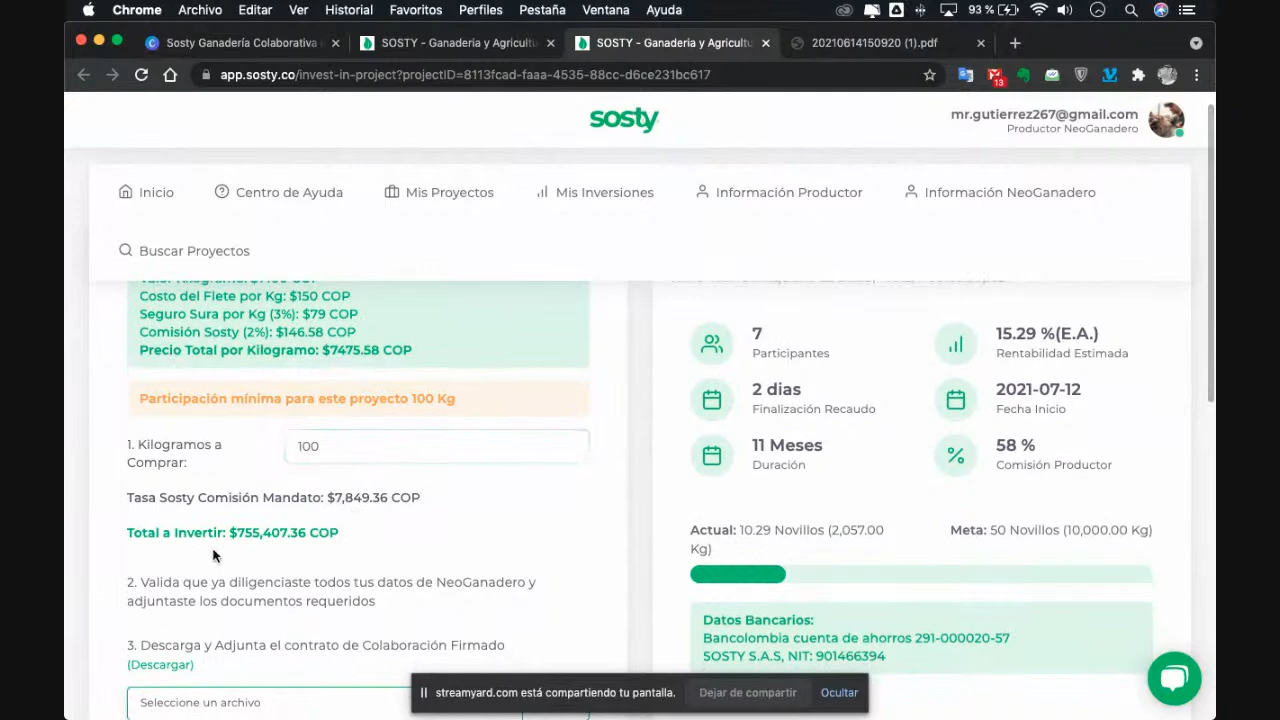 Chrome Archivo Editar Ver Historial Favoritos Perfiles Pestaña Ventana Ayuda 93 %
Sosty Ganadería Colaborativa
SOSTY - Ganaderia y Agricultu
SOSTY - Ganaderia y Agricultu
20210614150920 (1).pdf
app.sosty.co/invest-in-project?projectID=8113fcad-faaa-4535-88cc-d6ce231bc617
13
sosty
mr.gutierrez267@gmail.com
Productor NeoGanadero
Inicio
Centro de Ayuda
Mis Proyectos
Mis Inversiones
Información Productor
Información NeoGanadero
Buscar Proyectos
Costo del Flete por Kg: $150 COP
Seguro Sura por Kg (3%): $79 COP
Comisión Sosty (2%): $146.58 COP
Precio Total por Kilogramo: $7475.58 COP
Participación mínima para este proyecto 100 Kg
1. Kilogramos a
Comprar:
100
Tasa Sosty Comisión Mandato: $7,849.36 COP
Total a Invertir: $755,407.36 COP
2. Valida que ya diligenciaste todos tus datos de NeoGanadero y
adjuntaste los documentos requeridos
3. Descarga y Adjunta el contrato de Colaboración Firmado
(Descargar)
Seleccione un archivo
7
Participantes
15.29 %(E.A.)
Rentabilidad Estimada
2 dias
Finalización Recaudo
2021-07-12
Fecha Inicio
11 Meses
Duración
58 %
Comisión Productor
Actual: 10.29 Novillos (2,057.00
Kg)
Meta: 50 Novillos (10,000.00 Kg)
Datos Bancarios:
Bancolombia cuenta de ahorros 291-000020-57
SOSTY S.A.S, NIT: 901466394
streamyard.com está compartiendo tu pantalla.
Dejar de compartir
Ocultar